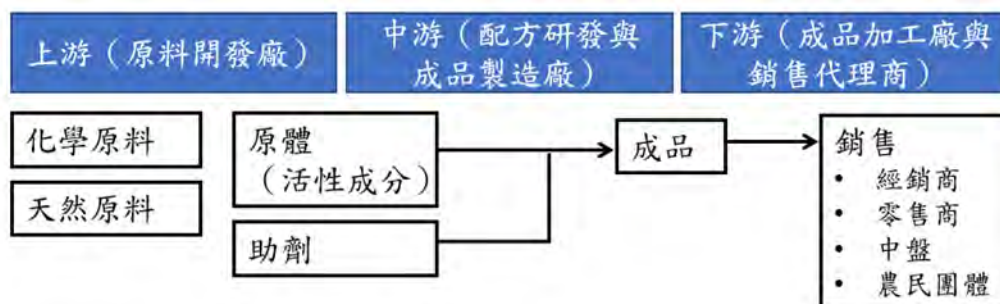 上游（原料開發廠）
中游（配方研發與
成品製造廠）
下游（成品加工廠與
銷售代理商）
化學原料
天然原料
原體
（活性成分）
助劑
成品
銷售
• 經銷商
• 零售商
• 中盤
• 農民團體